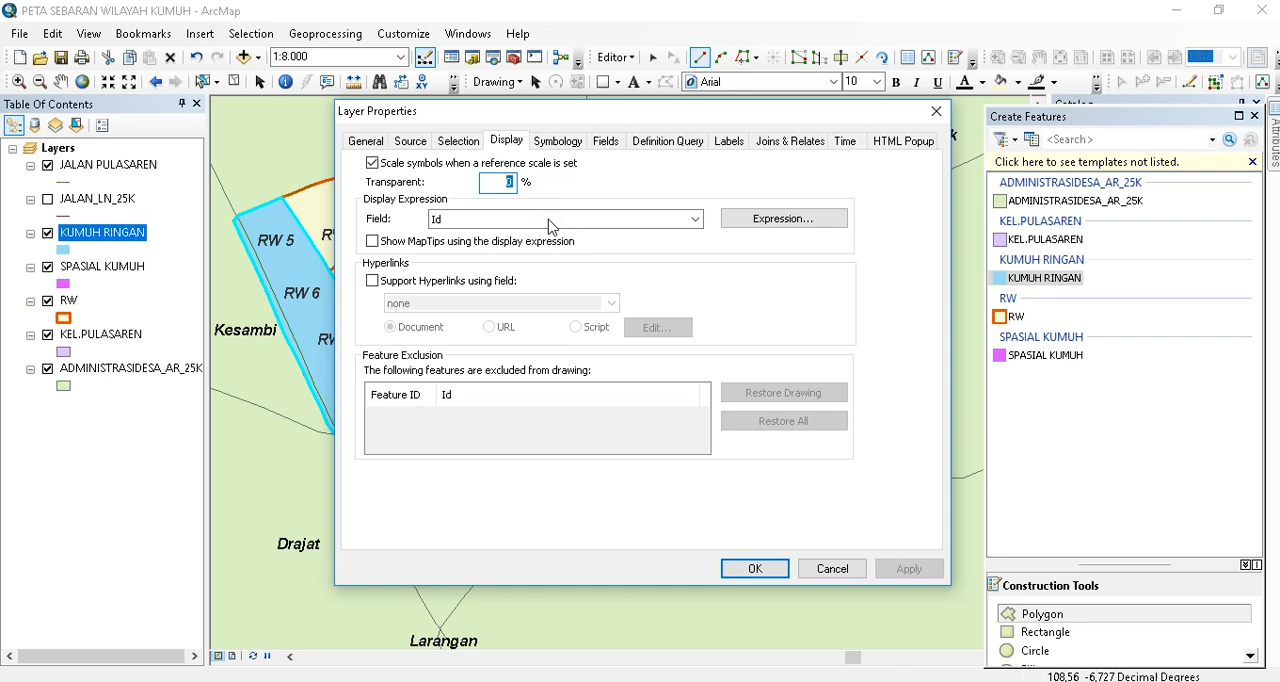 PETA SEBARAN WILAYAH KUMUH - ArcMap
File Edit View Bookmarks Insert Selection Geoprocessing Customize Windows Help
1:8.000 Editor
Drawing A Arial 10 B I U A
Table Of Contents
Layers
JALAN PULASAREN
JALAN_LN_25K
KUMUH RINGAN
SPASIAL KUMUH
RW
KEL.PULASAREN
ADMINISTRASIDESA_AR_25K
RW 5
RW 6
Kesambi
Drajat
Larangan
Layer Properties
General Source Selection Display Symbology Fields Definition Query Labels Joins & Relates Time HTML Popup
Scale symbols when a reference scale is set
Transparent: 0 %
Display Expression
Field: Id Expression...
Show MapTips using the display expression
Hyperlinks
Support Hyperlinks using field:
none
Document URL Script Edit...
Feature Exclusion
The following features are excluded from drawing:
Feature ID Id
Restore Drawing
Restore All
OK Cancel Apply
Create Features
<Search>
Click here to see templates not listed.
ADMINISTRASIDESA_AR_25K
ADMINISTRASIDESA_AR_25K
KEL.PULASAREN
KEL.PULASAREN
KUMUH RINGAN
KUMUH RINGAN
RW
RW
SPASIAL KUMUH
SPASIAL KUMUH
Construction Tools
Polygon
Rectangle
Circle
Attributes
108,56 -6,727 Decimal Degrees